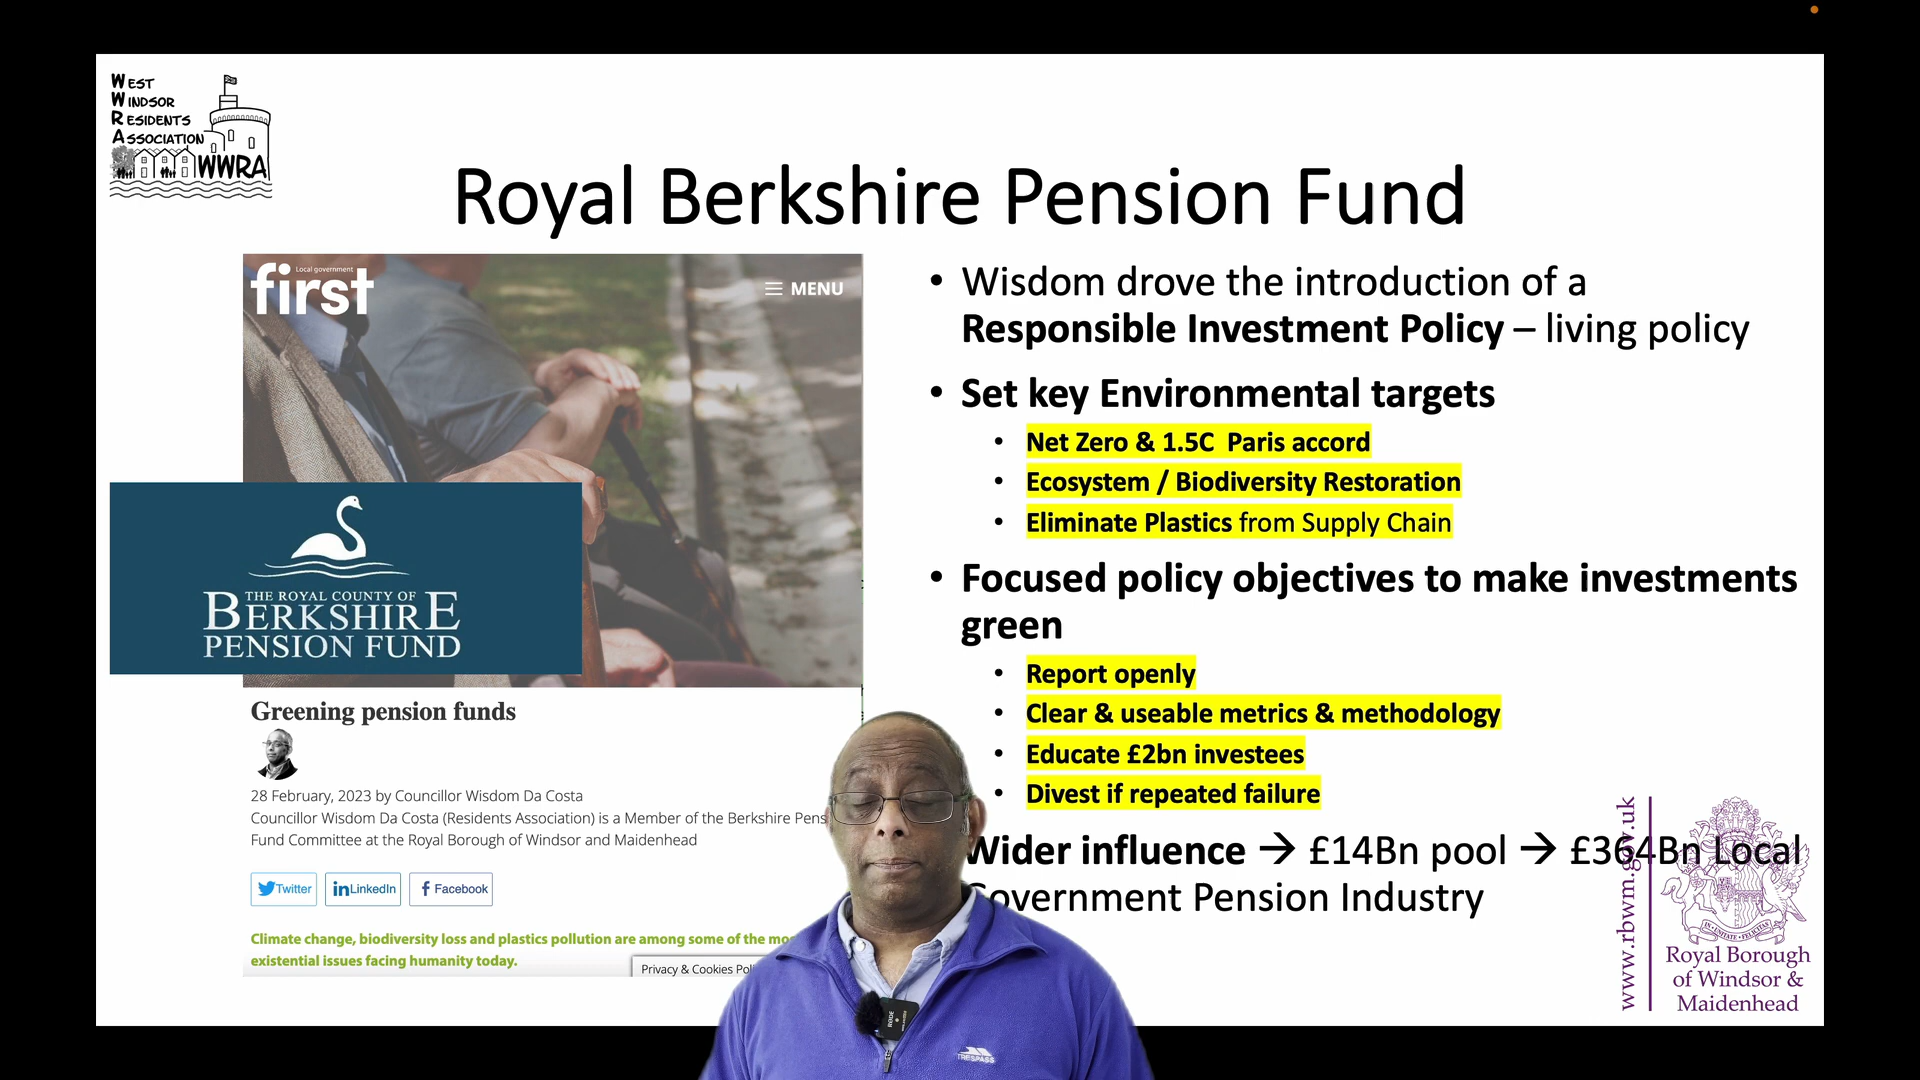 WEST
WINDSOR
RESIDENTS
ASSOCIATION
WWRA
Royal Berkshire Pension Fund
Local government
first
MENU
THE ROYAL COUNTY OF
BERKSHIRE
PENSION FUND
Greening pension funds
28 February, 2023 by Councillor Wisdom Da Costa
Councillor Wisdom Da Costa (Residents Association) is a Member of the Berkshire Pens
Fund Committee at the Royal Borough of Windsor and Maidenhead
Twitter
LinkedIn
Facebook
Climate change, biodiversity loss and plastics pollution are among some of the mo
existential issues facing humanity today.
Privacy & Cookies Pol
• Wisdom drove the introduction of a
Responsible Investment Policy – living policy
• Set key Environmental targets
• Net Zero & 1.5C Paris accord
• Ecosystem / Biodiversity Restoration
• Eliminate Plastics from Supply Chain
• Focused policy objectives to make investments
green
• Report openly
• Clear & useable metrics & methodology
• Educate £2bn investees
• Divest if repeated failure
Wider influence → £14Bn pool → £364Bn Local
Government Pension Industry
www.rbwm.gov.uk
Royal Borough
of Windsor &
Maidenhead
RØDE
TRESPASS